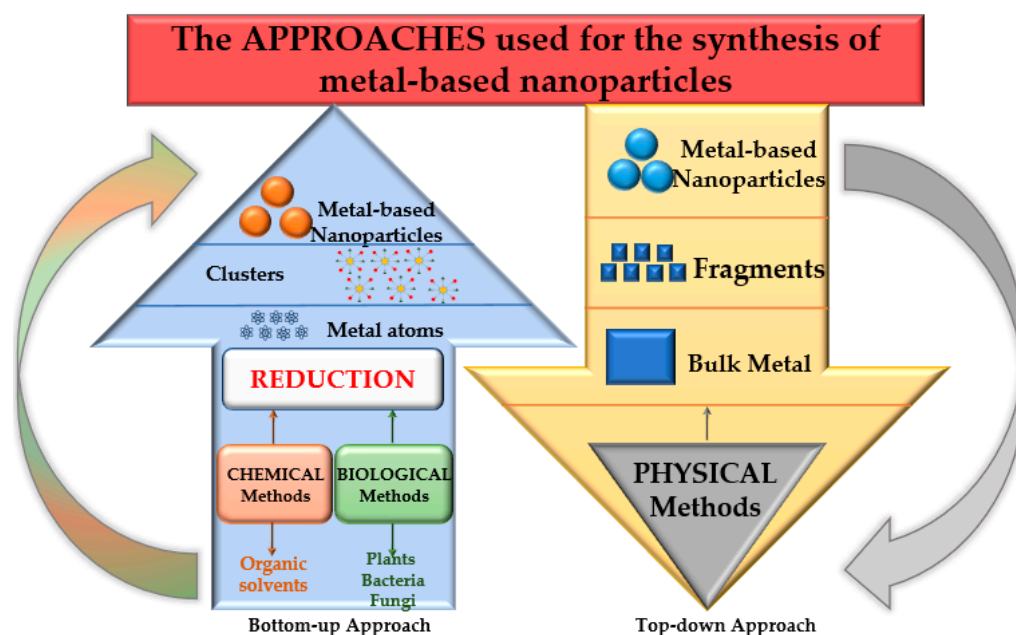 The APPROACHES used for the synthesis of
metal-based nanoparticles
Metal-based
Nanoparticles
Clusters
Metal atoms
REDUCTION
CHEMICAL
Methods
BIOLOGICAL
Methods
Organic
solvents
Plants
Bacteria
Fungi
Bottom-up Approach
Metal-based
Nanoparticles
Fragments
Bulk Metal
PHYSICAL
Methods
Top-down Approach